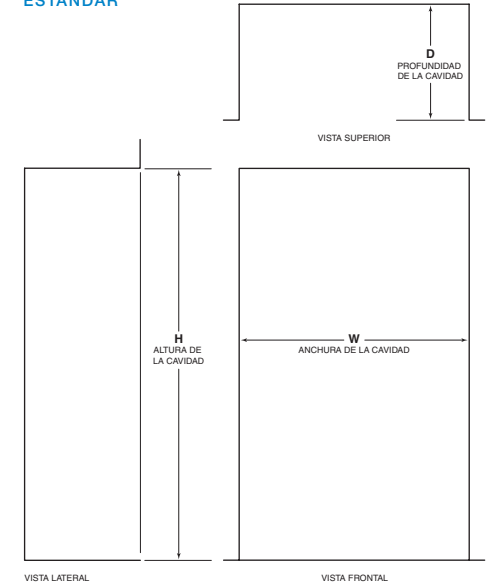 ESTÁNDAR
D
PROFUNDIDAD
DE LA CAVIDAD
VISTA SUPERIOR
H
ALTURA DE
LA CAVIDAD
W
ANCHURA DE LA CAVIDAD
VISTA LATERAL
VISTA FRONTAL